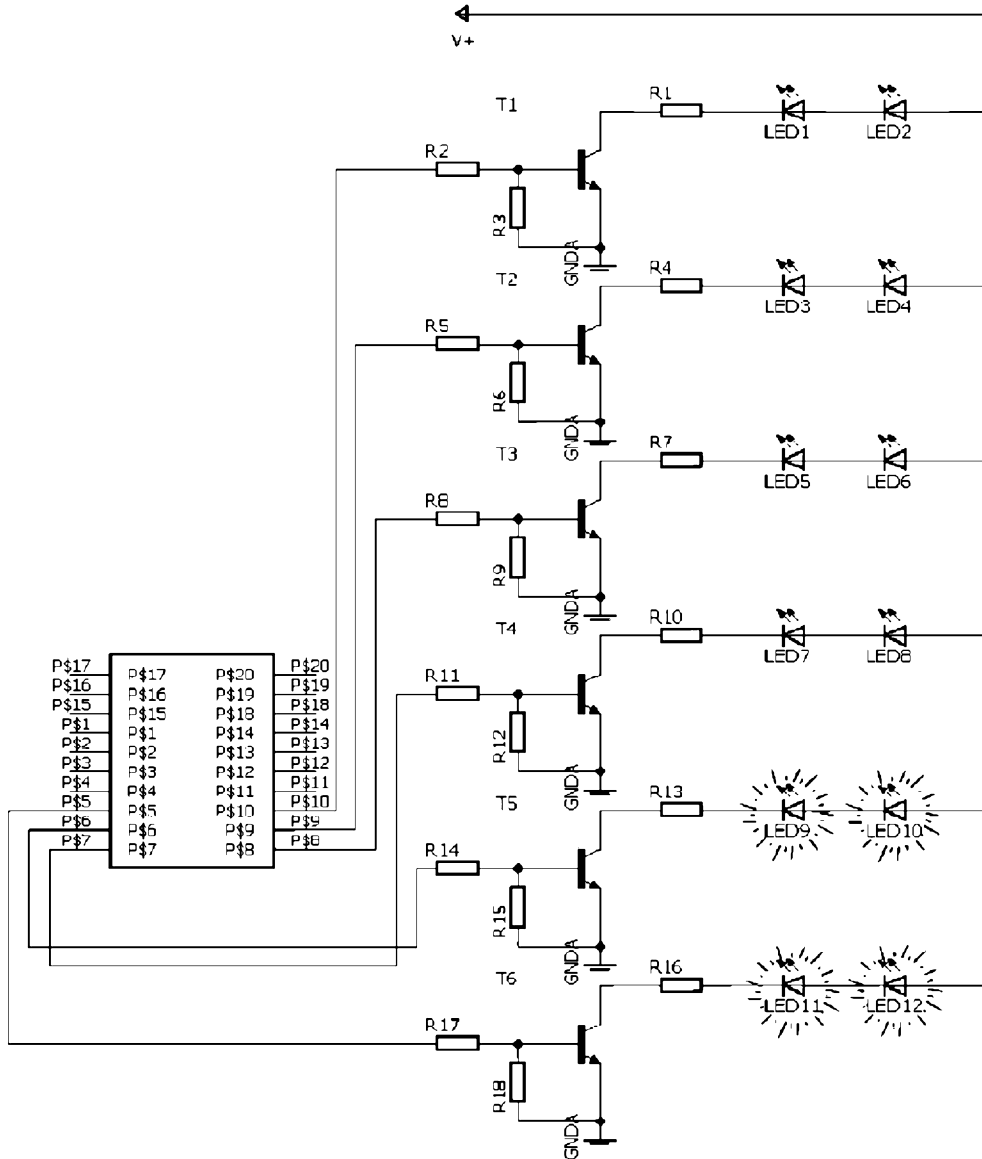 V+
T1
R1
LED1
LED2
R2
R3
GNDA
T2
R4
LED3
LED4
R5
R6
GNDA
T3
R7
LED5
LED6
R8
R9
GNDA
T4
R10
LED7
LED8
R11
R12
GNDA
T5
R13
LED9
LED10
R14
R15
GNDA
T6
R16
LED11
LED12
R17
R18
GNDA
P$17 P$17 P$20 P$20
P$16 P$16 P$19 P$19
P$15 P$15 P$18 P$18
P$1 P$1 P$14 P$14
P$2 P$2 P$13 P$13
P$3 P$3 P$12 P$12
P$4 P$4 P$11 P$11
P$5 P$5 P$10 P$10
P$6 P$6 P$9 P$9
P$7 P$7 P$8 P$8